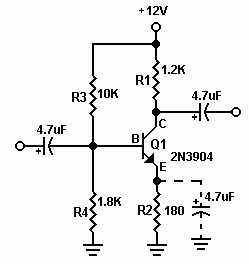 +12V
R1
1.2K
4.7uF
R3
10K
C
4.7uF
B
Q1
+
+
2N3904
E
R4
1.8K
R2
180
+
4.7uF